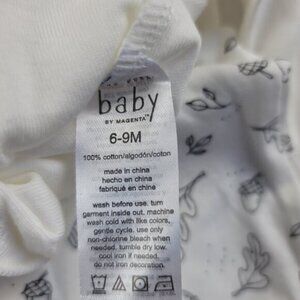 baby
BY MAGENTA™
6-9M
100% cotton/algodón/coton
made in china
hecho en china
fabriqué en chine
wash before use. turn
garment inside out. machine
wash cold with like colors,
gentle cycle. use only
non-chlorine bleach when
needed. tumble dry low.
cool iron if needed.
do not iron decoration.